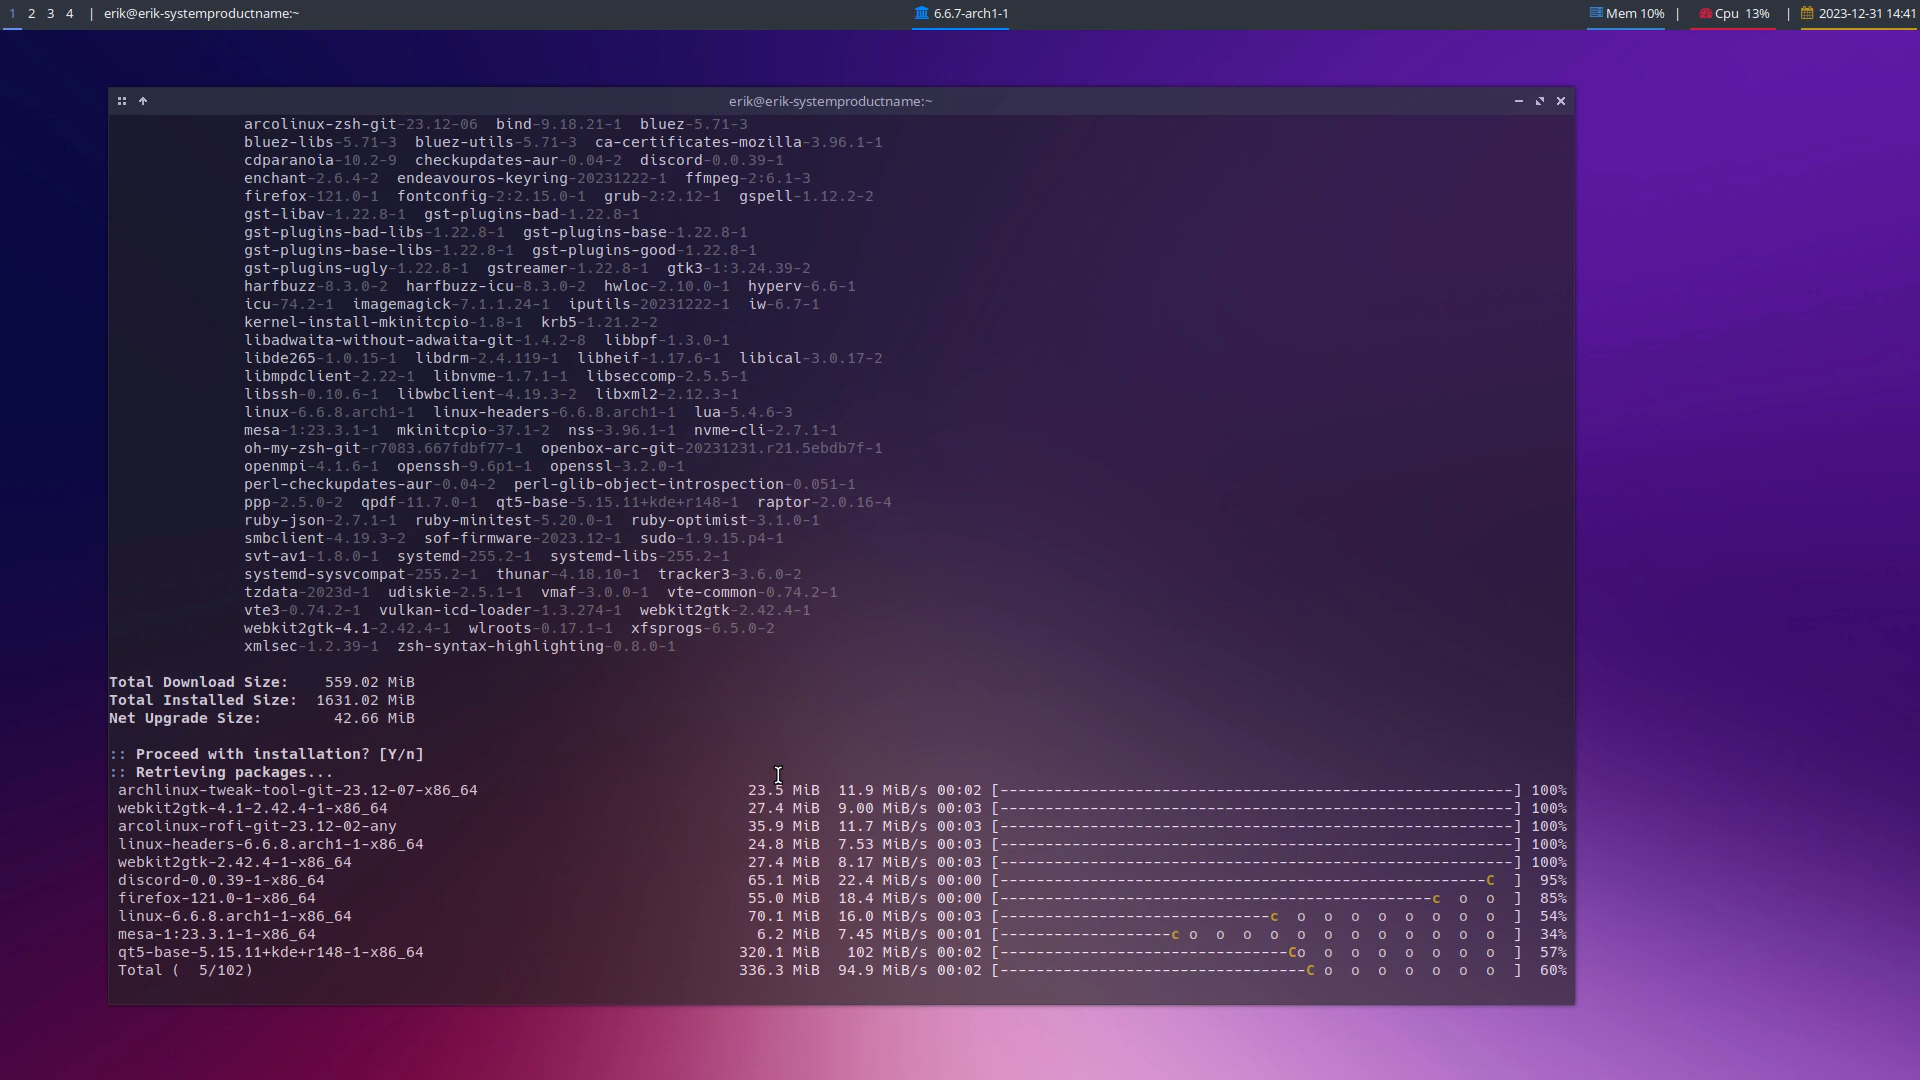 1 2 3 4 | erik@erik-systemproductname:~ 6.6.7-arch1-1 Mem 10% | Cpu 13% | 2023-12-31 14:41
erik@erik-systemproductname:~
arcolinux-zsh-git-23.12-06 bind-9.18.21-1 bluez-5.71-3
bluez-libs-5.71-3 bluez-utils-5.71-3 ca-certificates-mozilla-3.96.1-1
cdparanoia-10.2-9 checkupdates-aur-0.04-2 discord-0.0.39-1
enchant-2.6.4-2 endeavouros-keyring-20231222-1 ffmpeg-2:6.1-3
firefox-121.0-1 fontconfig-2:2.15.0-1 grub-2:2.12-1 gspell-1.12.2-2
gst-libav-1.22.8-1 gst-plugins-bad-1.22.8-1
gst-plugins-bad-libs-1.22.8-1 gst-plugins-base-1.22.8-1
gst-plugins-base-libs-1.22.8-1 gst-plugins-good-1.22.8-1
gst-plugins-ugly-1.22.8-1 gstreamer-1.22.8-1 gtk3-1:3.24.39-2
harfbuzz-8.3.0-2 harfbuzz-icu-8.3.0-2 hwloc-2.10.0-1 hyperv-6.6-1
icu-74.2-1 imagemagick-7.1.1.24-1 iputils-20231222-1 iw-6.7-1
kernel-install-mkinitcpio-1.8-1 krb5-1.21.2-2
libadwaita-without-adwaita-git-1.4.2-8 libbpf-1.3.0-1
libde265-1.0.15-1 libdrm-2.4.119-1 libheif-1.17.6-1 libical-3.0.17-2
libmpdclient-2.22-1 libnvme-1.7.1-1 libseccomp-2.5.5-1
libssh-0.10.6-1 libwbclient-4.19.3-2 libxml2-2.12.3-1
linux-6.6.8.arch1-1 linux-headers-6.6.8.arch1-1 lua-5.4.6-3
mesa-1:23.3.1-1 mkinitcpio-37.1-2 nss-3.96.1-1 nvme-cli-2.7.1-1
oh-my-zsh-git-r7083.667fdbf77-1 openbox-arc-git-20231231.r21.5ebdb7f-1
openmpi-4.1.6-1 openssh-9.6p1-1 openssl-3.2.0-1
perl-checkupdates-aur-0.04-2 perl-glib-object-introspection-0.051-1
ppp-2.5.0-2 qpdf-11.7.0-1 qt5-base-5.15.11+kde+r148-1 raptor-2.0.16-4
ruby-json-2.7.1-1 ruby-minitest-5.20.0-1 ruby-optimist-3.1.0-1
smbclient-4.19.3-2 sof-firmware-2023.12-1 sudo-1.9.15.p4-1
svt-av1-1.8.0-1 systemd-255.2-1 systemd-libs-255.2-1
systemd-sysvcompat-255.2-1 thunar-4.18.10-1 tracker3-3.6.0-2
tzdata-2023d-1 udiskie-2.5.1-1 vmaf-3.0.0-1 vte-common-0.74.2-1
vte3-0.74.2-1 vulkan-icd-loader-1.3.274-1 webkit2gtk-2.42.4-1
webkit2gtk-4.1-2.42.4-1 wlroots-0.17.1-1 xfsprogs-6.5.0-2
xmlsec-1.2.39-1 zsh-syntax-highlighting-0.8.0-1
Total Download Size: 559.02 MiB
Total Installed Size: 1631.02 MiB
Net Upgrade Size: 42.66 MiB
:: Proceed with installation? [Y/n]
:: Retrieving packages...
archlinux-tweak-tool-git-23.12-07-x86_64 23.5 MiB 11.9 MiB/s 00:02 [---------------------------------------------------------] 100%
webkit2gtk-4.1-2.42.4-1-x86_64 27.4 MiB 9.00 MiB/s 00:03 [---------------------------------------------------------] 100%
arcolinux-rofi-git-23.12-02-any 35.9 MiB 11.7 MiB/s 00:03 [---------------------------------------------------------] 100%
linux-headers-6.6.8.arch1-1-x86_64 24.8 MiB 7.53 MiB/s 00:03 [---------------------------------------------------------] 100%
webkit2gtk-2.42.4-1-x86_64 27.4 MiB 8.17 MiB/s 00:03 [---------------------------------------------------------] 100%
discord-0.0.39-1-x86_64 65.1 MiB 22.4 MiB/s 00:00 [------------------------------------------------------C  ] 95%
firefox-121.0-1-x86_64 55.0 MiB 18.4 MiB/s 00:00 [------------------------------------------------c  o  o  ] 85%
linux-6.6.8.arch1-1-x86_64 70.1 MiB 16.0 MiB/s 00:03 [------------------------------c  o  o  o  o  o  o  o  o  ] 54%
mesa-1:23.3.1-1-x86_64 6.2 MiB 7.45 MiB/s 00:01 [-------------------c o  o  o  o  o  o  o  o  o  o  o  o  ] 34%
qt5-base-5.15.11+kde+r148-1-x86_64 320.1 MiB 102 MiB/s 00:02 [--------------------------------Co  o  o  o  o  o  o  o  ] 57%
Total ( 5/102) 336.3 MiB 94.9 MiB/s 00:02 [----------------------------------C o  o  o  o  o  o  o  ] 60%